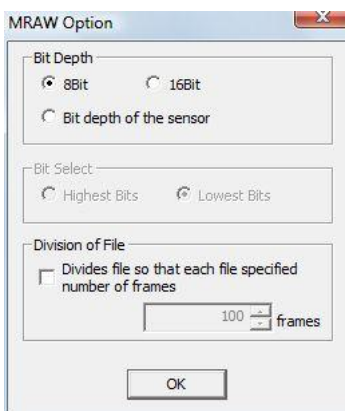 MRAW Option
Bit Depth
8Bit 16Bit
Bit depth of the sensor
Bit Select
Highest Bits Lowest Bits
Division of File
Divides file so that each file specified
number of frames
100 frames
OK